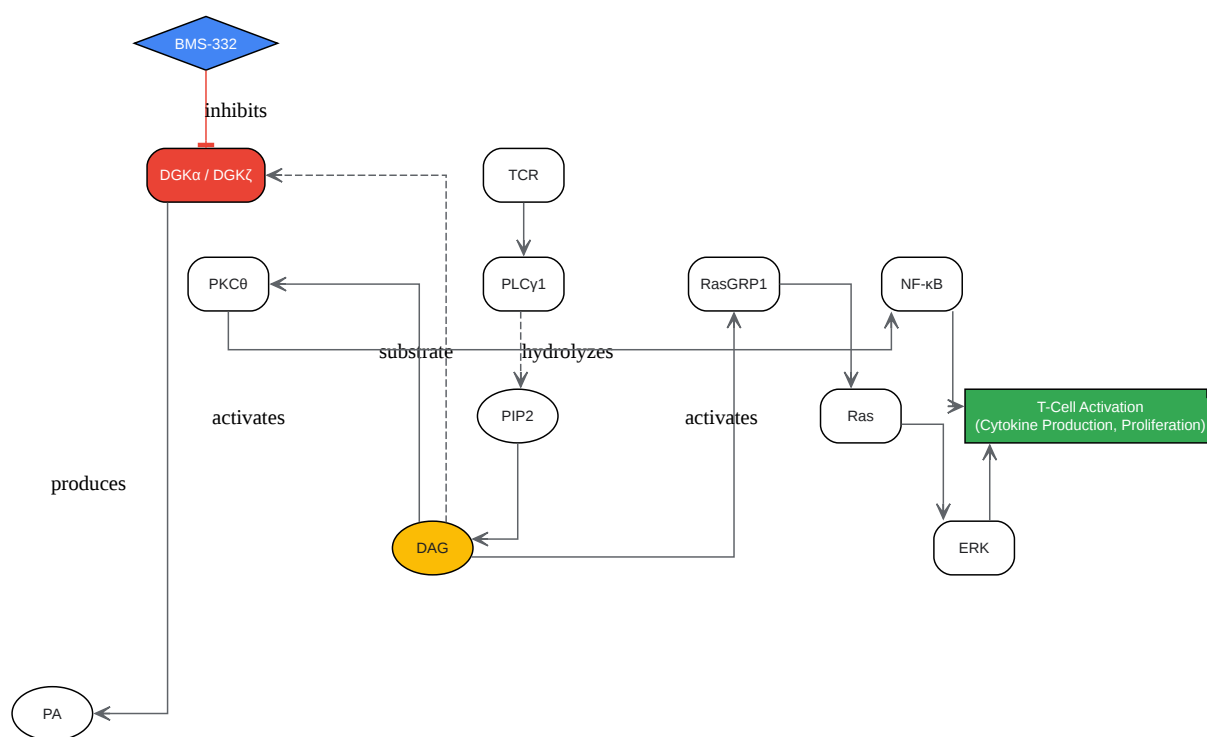 BMS-332
inhibits
DGKα / DGKζ
TCR
PKCθ
PLCγ1
RasGRP1
NF-κB
substrate
hydrolyzes
activates
PIP2
activates
Ras
T-Cell Activation
(Cytokine Production, Proliferation)
produces
DAG
ERK
PA